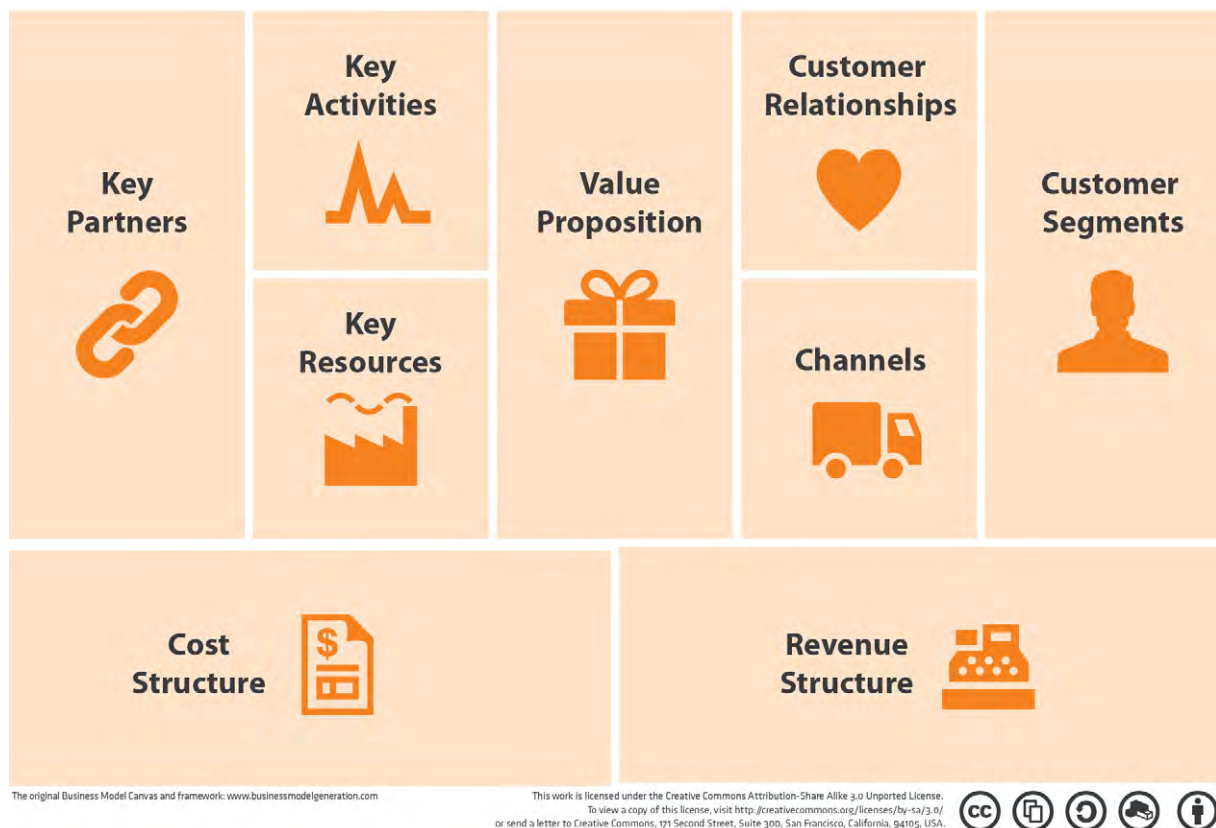 Key
Partners
Key
Activities
Key
Resources
Value
Proposition
Customer
Relationships
Channels
Customer
Segments
Cost
Structure
$
Revenue
Structure
The original Business Model Canvas and framework: www.businessmodelgeneration.com
This work is licensed under the Creative Commons Attribution-Share Alike 3.0 Unported License.
To view a copy of this license, visit http://creativecommons.org/licenses/by-sa/3.0/
or send a letter to Creative Commons, 171 Second Street, Suite 300, San Francisco, California, 94105, USA.
cc